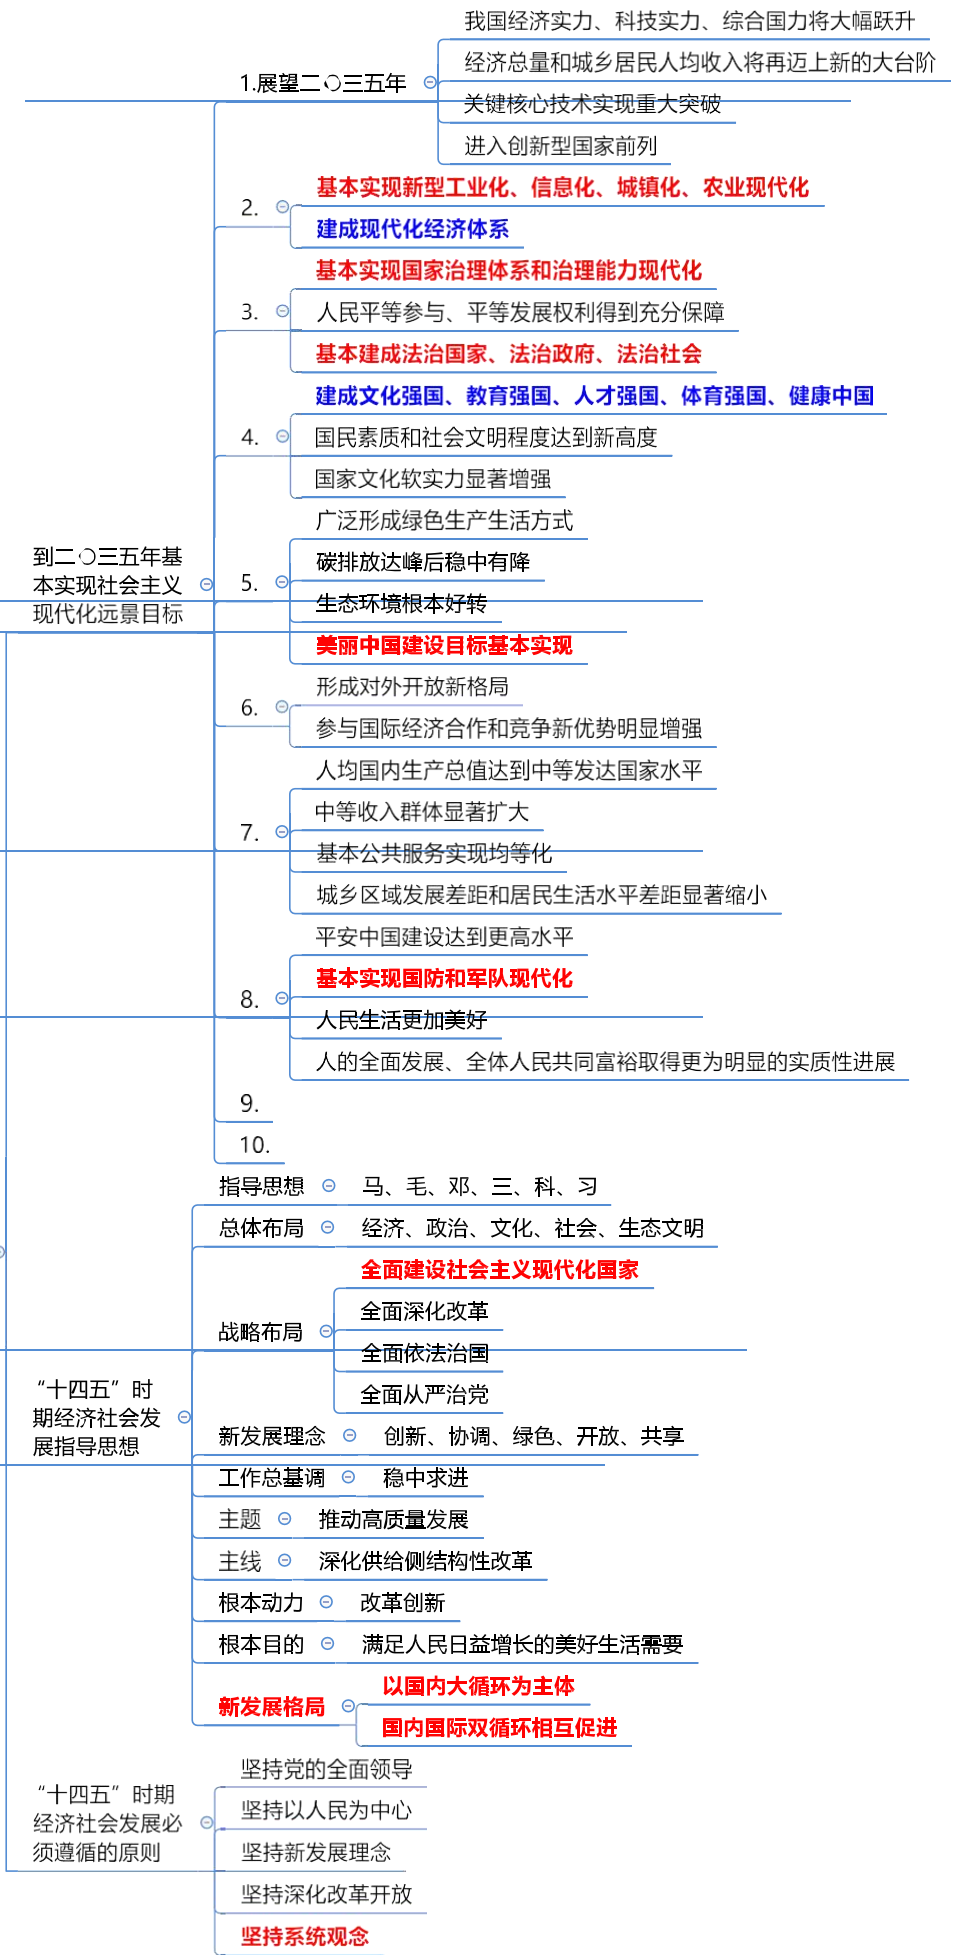 我国经济实力、科技实力、综合国力将大幅跃升
经济总量和城乡居民人均收入将再迈上新的大台阶
1.展望二〇三五年
关键核心技术实现重大突破
进入创新型国家前列
基本实现新型工业化、信息化、城镇化、农业现代化
2.
建成现代化经济体系
基本实现国家治理体系和治理能力现代化
3.
人民平等参与、平等发展权利得到充分保障
基本建成法治国家、法治政府、法治社会
建成文化强国、教育强国、人才强国、体育强国、健康中国
4.
国民素质和社会文明程度达到新高度
国家文化软实力显著增强
广泛形成绿色生产生活方式
碳排放达峰后稳中有降
到二〇三五年基
本实现社会主义
现代化远景目标
5.
生态环境根本好转
美丽中国建设目标基本实现
形成对外开放新格局
6.
参与国际经济合作和竞争新优势明显增强
人均国内生产总值达到中等发达国家水平
中等收入群体显著扩大
7.
基本公共服务实现均等化
城乡区域发展差距和居民生活水平差距显著缩小
平安中国建设达到更高水平
基本实现国防和军队现代化
8.
人民生活更加美好
人的全面发展、全体人民共同富裕取得更为明显的实质性进展
9.
10.
指导思想
马、毛、邓、三、科、习
总体布局
经济、政治、文化、社会、生态文明
全面建设社会主义现代化国家
全面深化改革
战略布局
全面依法治国
全面从严治党
“十四五”时
期经济社会发
展指导思想
新发展理念
创新、协调、绿色、开放、共享
工作总基调
稳中求进
主题
推动高质量发展
主线
深化供给侧结构性改革
根本动力
改革创新
根本目的
满足人民日益增长的美好生活需要
以国内大循环为主体
新发展格局
国内国际双循环相互促进
坚持党的全面领导
“十四五”时期
经济社会发展必
须遵循的原则
坚持以人民为中心
坚持新发展理念
坚持深化改革开放
坚持系统观念